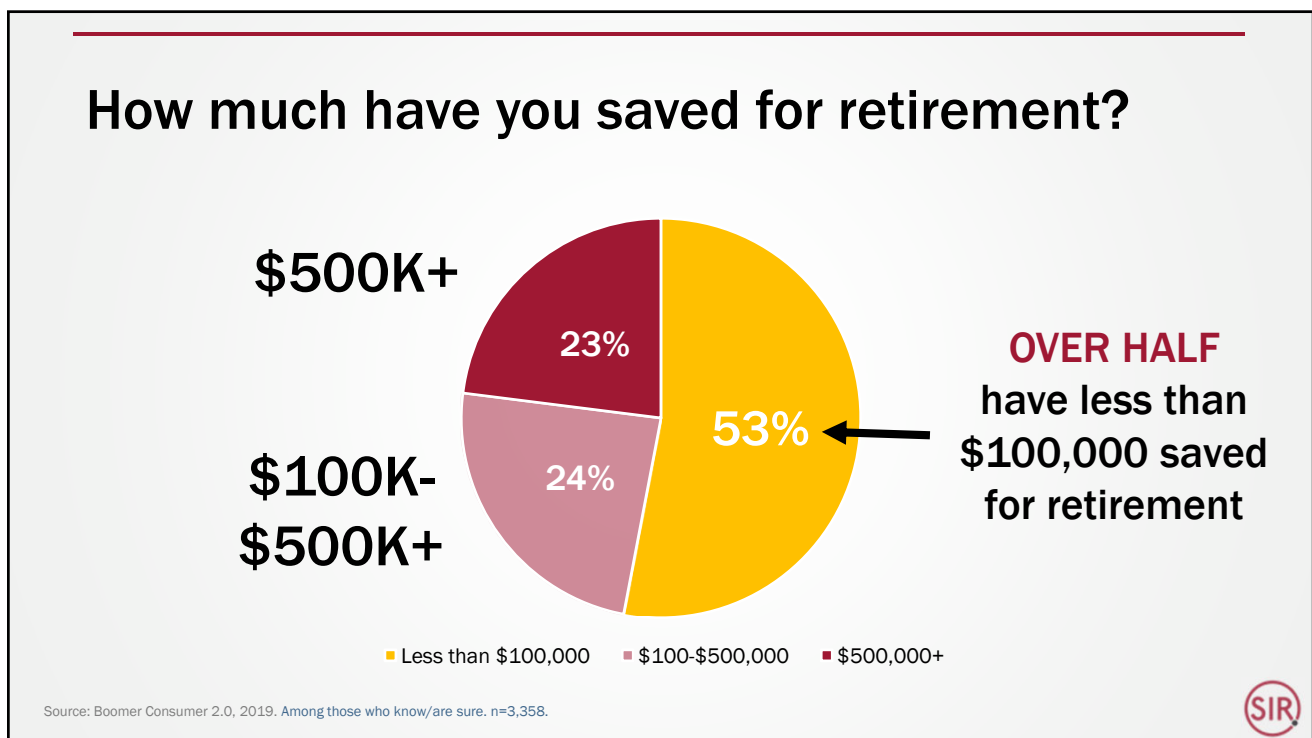 How much have you saved for retirement?
$500K+
23%
53%
24%
$100K-
$500K+
OVER HALF
have less than
$100,000 saved
for retirement
Less than $100,000
$100-$500,000
$500,000+
Source: Boomer Consumer 2.0, 2019. Among those who know/are sure. n=3,358.
SIR